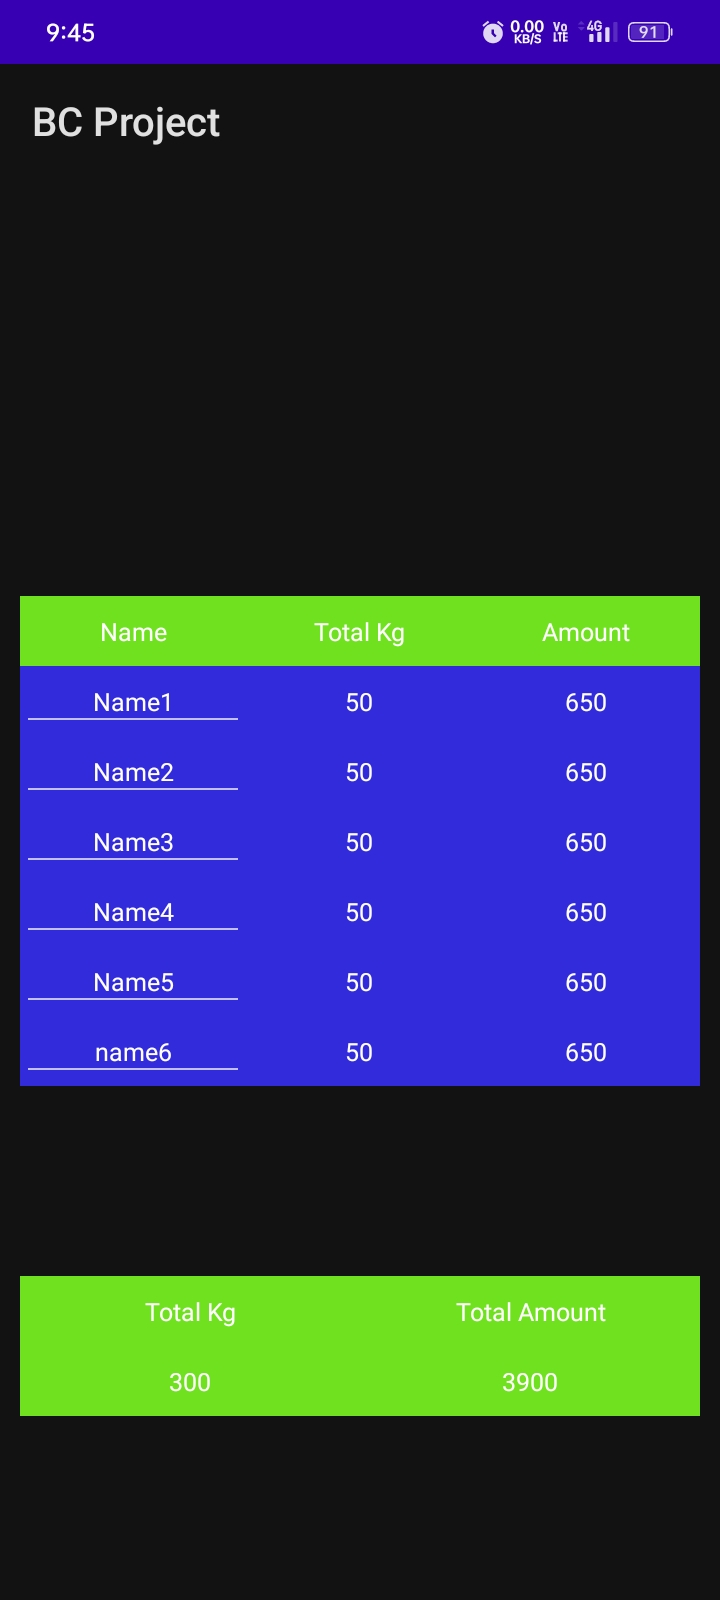 9:45 0.00 KB/S Vo LTE 4G 91
BC Project
Name Total Kg Amount
Name1 50 650
Name2 50 650
Name3 50 650
Name4 50 650
Name5 50 650
name6 50 650
Total Kg Total Amount
300 3900